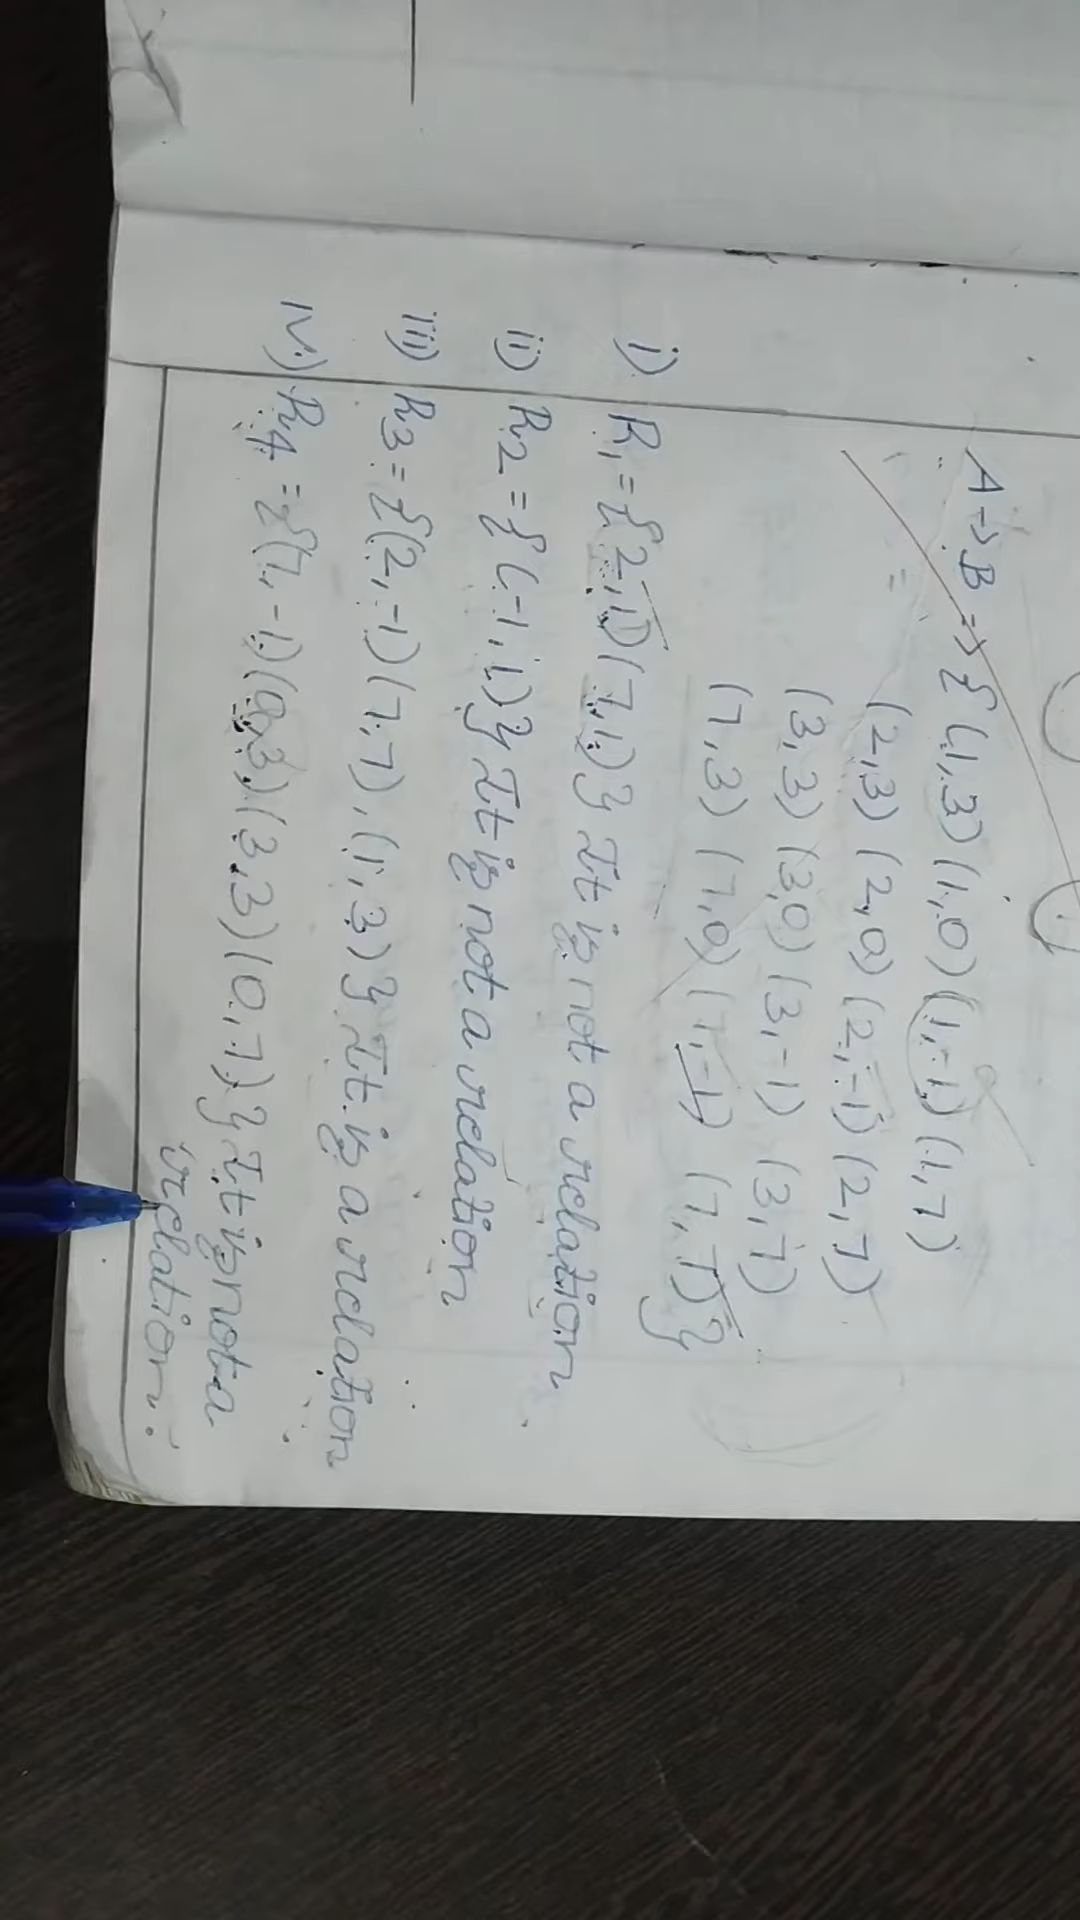 A → B ⇒ {(1,3) (1,0) (1,-1) (1,7)
(2,3) (2,0) (2,-1) (2,7)
(3,3) (3,0) (3,-1) (3,7)
(7,3) (7,0) (7,-1) (7,7)}
i) R1 = {2,1) (7,1)} It is not a relation
ii) R2 = {(-1,1)} It is not a relation
iii) R3 = {(2,-1) (7,7), (1,3)} It is a relation
iv) R4 = {(7,-1) (0,3) (3,3) (0,7)} It is not a
relation.